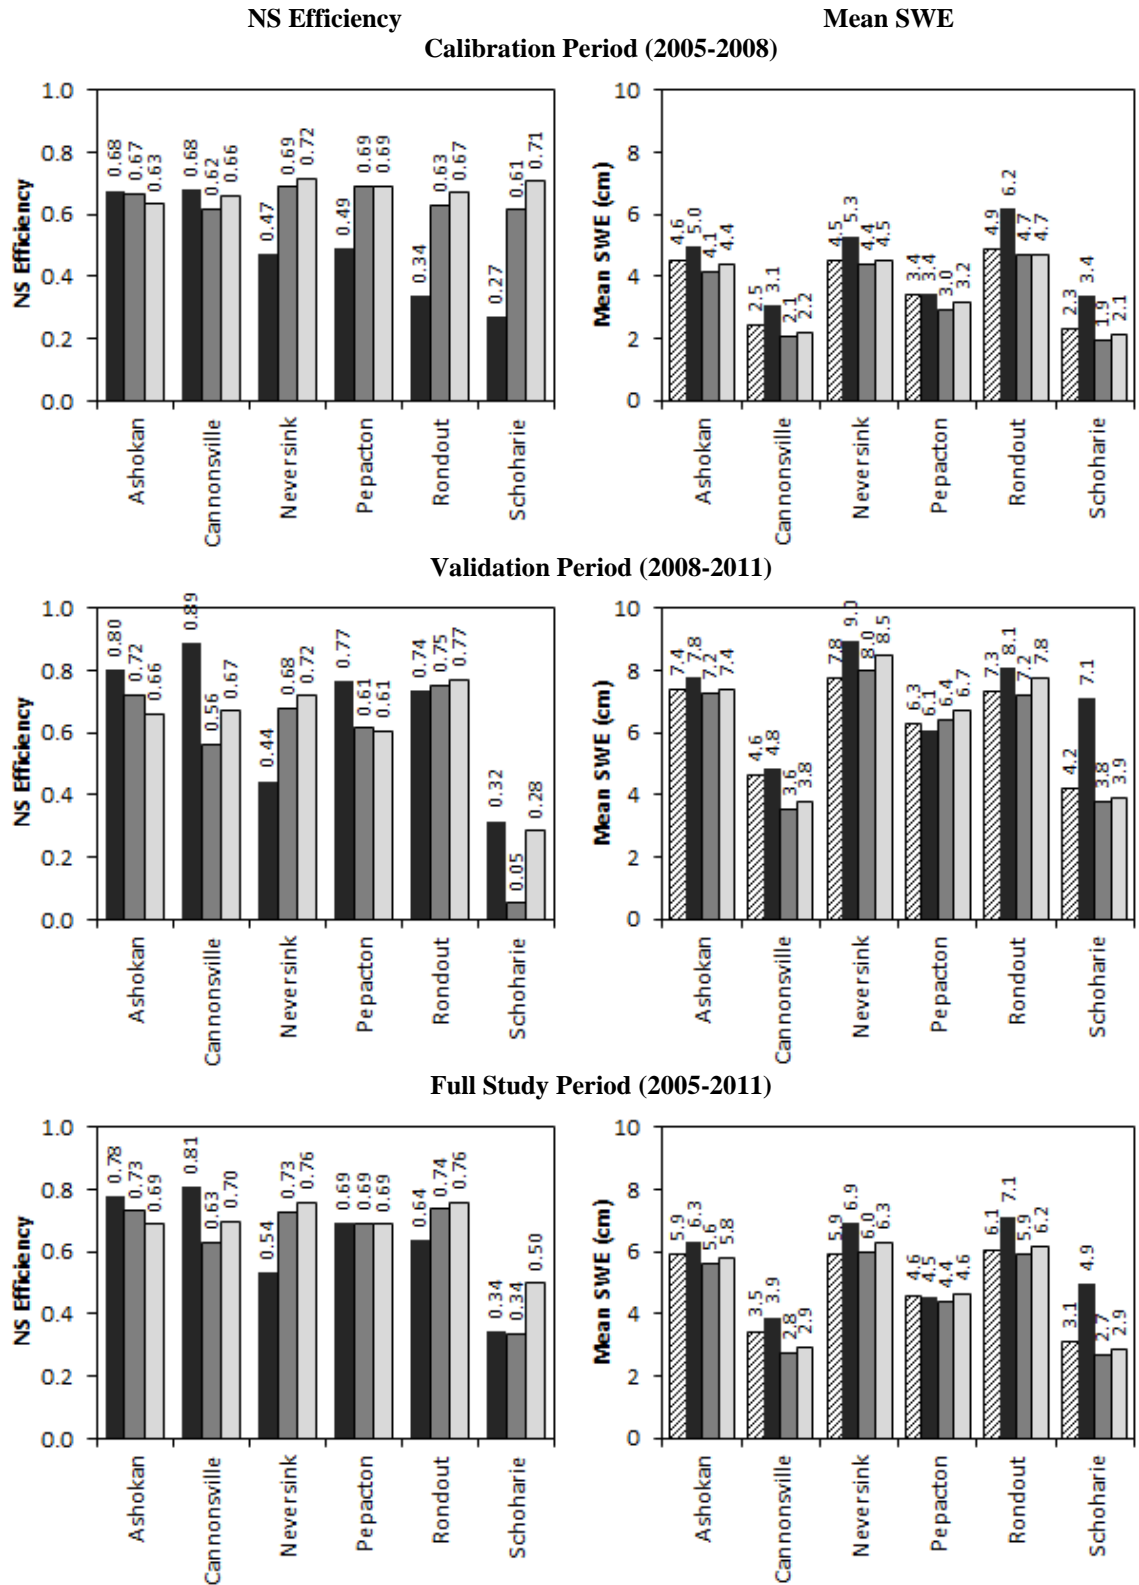 NS Efficiency Mean SWE
Calibration Period (2005-2008)
NS Efficiency
1.0
0.8
0.6
0.4
0.2
0.0
0.68 0.67 0.63 0.68 0.62 0.66 0.47 0.69 0.72 0.49 0.69 0.69 0.34 0.63 0.67 0.27 0.61 0.71
Ashokan Cannonsville Neversink Pepacton Rondout Schoharie
Mean SWE (cm)
10
8
6
4
2
0
4.6 5.0 4.1 4.4 2.5 3.1 2.1 2.2 4.5 5.3 4.4 4.5 3.4 3.4 3.0 3.2 4.9 6.2 4.7 4.7 2.3 3.4 1.9 2.1
Ashokan Cannonsville Neversink Pepacton Rondout Schoharie
Validation Period (2008-2011)
NS Efficiency
1.0
0.8
0.6
0.4
0.2
0.0
0.80 0.72 0.66 0.89 0.56 0.67 0.44 0.68 0.72 0.77 0.61 0.61 0.74 0.75 0.77 0.32 0.05 0.28
Ashokan Cannonsville Neversink Pepacton Rondout Schoharie
Mean SWE (cm)
10
8
6
4
2
0
7.4 7.8 7.2 7.4 4.6 4.8 3.6 3.8 7.8 9.0 8.0 8.5 6.3 6.1 6.4 6.7 7.3 8.1 7.2 7.8 4.2 7.1 3.8 3.9
Ashokan Cannonsville Neversink Pepacton Rondout Schoharie
Full Study Period (2005-2011)
NS Efficiency
1.0
0.8
0.6
0.4
0.2
0.0
0.78 0.73 0.69 0.81 0.63 0.70 0.54 0.73 0.76 0.69 0.69 0.69 0.64 0.74 0.76 0.34 0.34 0.50
Ashokan Cannonsville Neversink Pepacton Rondout Schoharie
Mean SWE (cm)
10
8
6
4
2
0
5.9 6.3 5.6 5.8 3.5 3.9 2.8 2.9 5.9 6.9 6.0 6.3 4.6 4.5 4.4 4.6 6.1 7.1 5.9 6.2 3.1 4.9 2.7 2.9
Ashokan Cannonsville Neversink Pepacton Rondout Schoharie